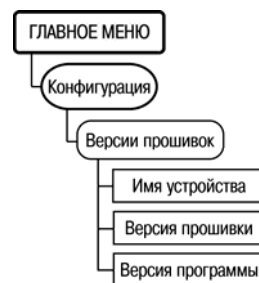 ГЛАВНОЕ МЕНЮ
Конфигурация
Версии прошивок
Имя устройства
Версия прошивки
Версия программы